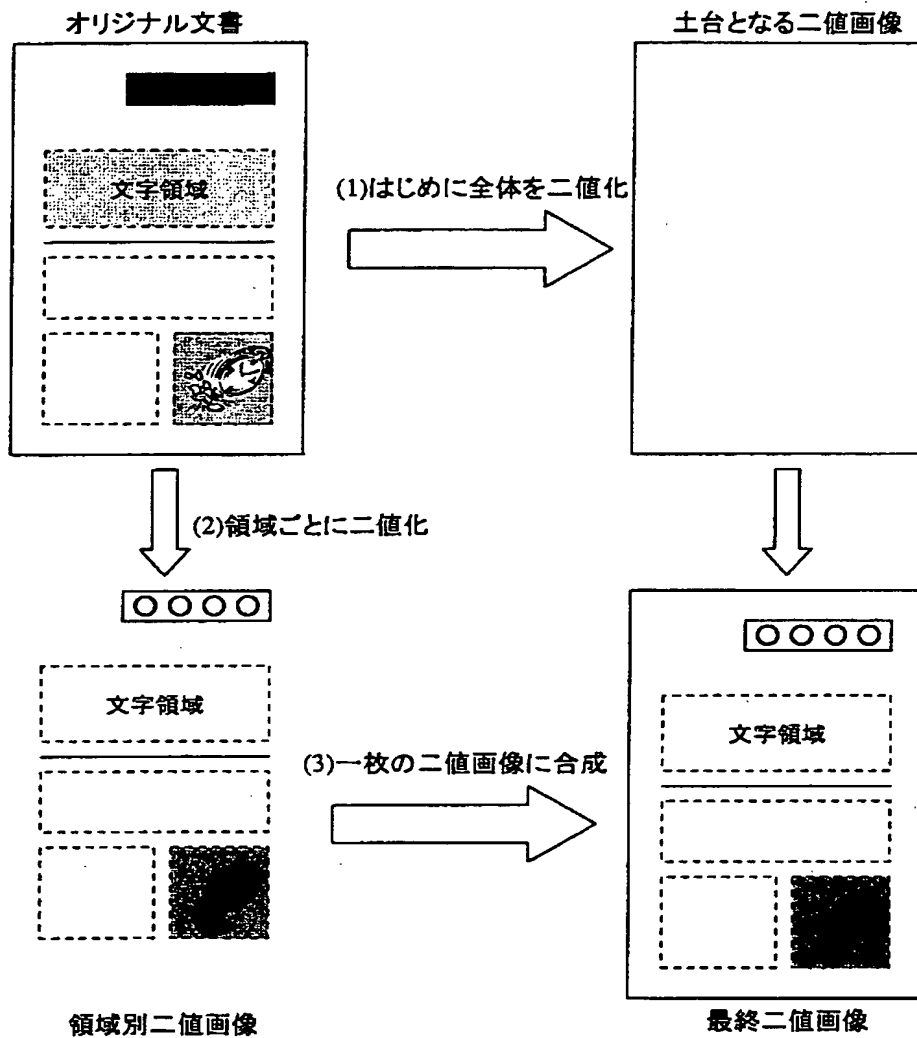 オリジナル文書
土台となる二値画像
文字領域
(1)はじめに全体を二値化
(2)領域ごとに二値化
○○○○
文字領域
(3)一枚の二値画像に合成
○○○○
文字領域
領域別二値画像
最終二値画像